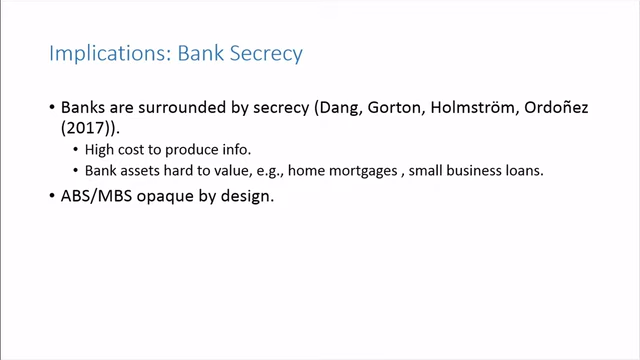 Implications: Bank Secrecy
• Banks are surrounded by secrecy (Dang, Gorton, Holmström, Ordoñez
(2017)).
• High cost to produce info.
• Bank assets hard to value, e.g., home mortgages , small business loans.
• ABS/MBS opaque by design.